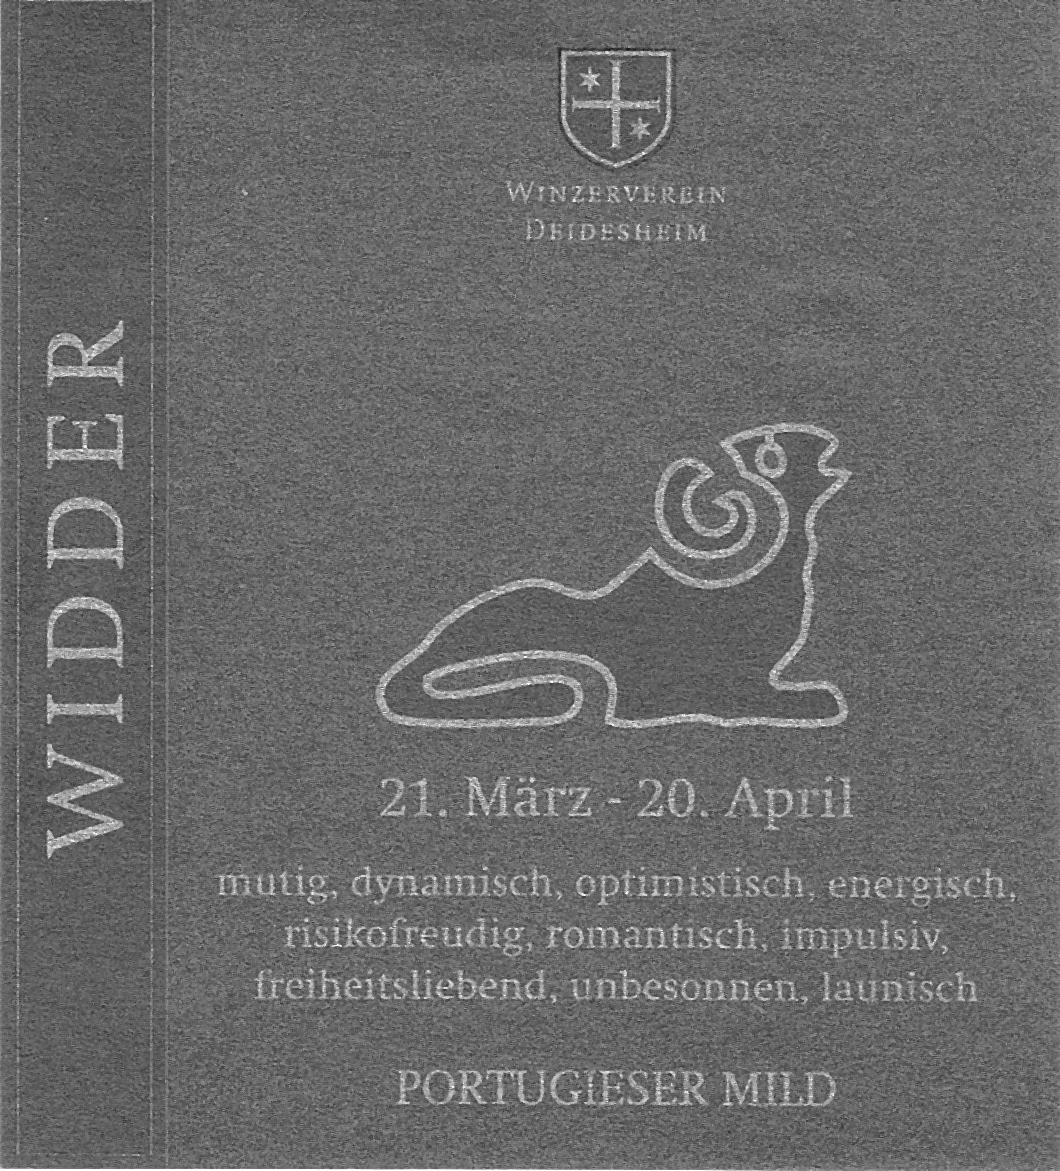 WINZERVEREIN
DEIDESHEIM
WIDDER
21. März - 20. April
mutig, dynamisch, optimistisch, energisch,
risikofreudig, romantisch, impulsiv,
freiheitsliebend, unbesonnen, launisch
PORTUGIESER MILD